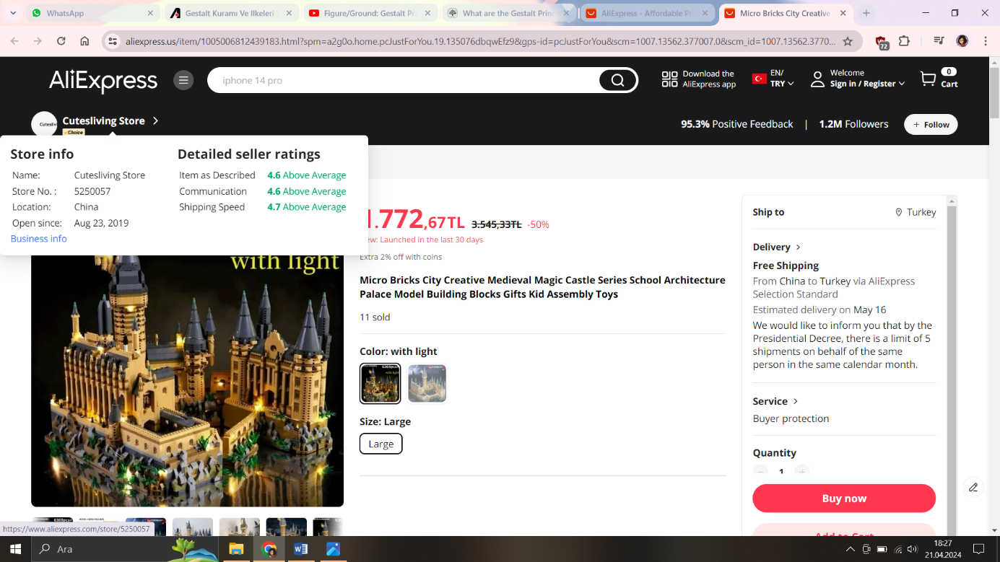 WhatsApp
Gestalt Kuramı Ve İlkeleri
Figure/Ground: Gestalt Pri
What are the Gestalt Princ
AliExpress - Affordable Pr
Micro Bricks City Creative
aliexpress.us/item/1005006812439183.html?spm=a2g0o.home.pcJustForYou.19.135076dbqwEfz9&gps-id=pcJustForYou&scm=1007.13562.377007.0&scm_id=1007.13562.3770...
72
AliExpress
iphone 14 pro
Download the
AliExpress app
EN/
TRY
Welcome
Sign in / Register
0
Cart
Cutesliv
Cutesliving Store
Choice
95.3% Positive Feedback | 1.2M Followers
+ Follow
Store info
Name: Cutesliving Store
Store No. : 5250057
Location: China
Open since: Aug 23, 2019
Business info
Detailed seller ratings
Item as Described 4.6 Above Average
Communication 4.6 Above Average
Shipping Speed 4.7 Above Average
1.772,67TL 3.545,33TL -50%
New: Launched in the last 30 days
Extra 2% off with coins
with light
Micro Bricks City Creative Medieval Magic Castle Series School Architecture
Palace Model Building Blocks Gifts Kid Assembly Toys
11 sold
Color: with light
6369pcs+
with light
Size: Large
Large
Ship to
Turkey
Delivery
Free Shipping
From China to Turkey via AliExpress
Selection Standard
Estimated delivery on May 16
We would like to inform you that by the
Presidential Decree, there is a limit of 5
shipments on behalf of the same
person in the same calendar month.
Service
Buyer protection
Quantity
1
Buy now
Add to Cart
https://www.aliexpress.com/store/5250057
Ara
18:27
21.04.2024